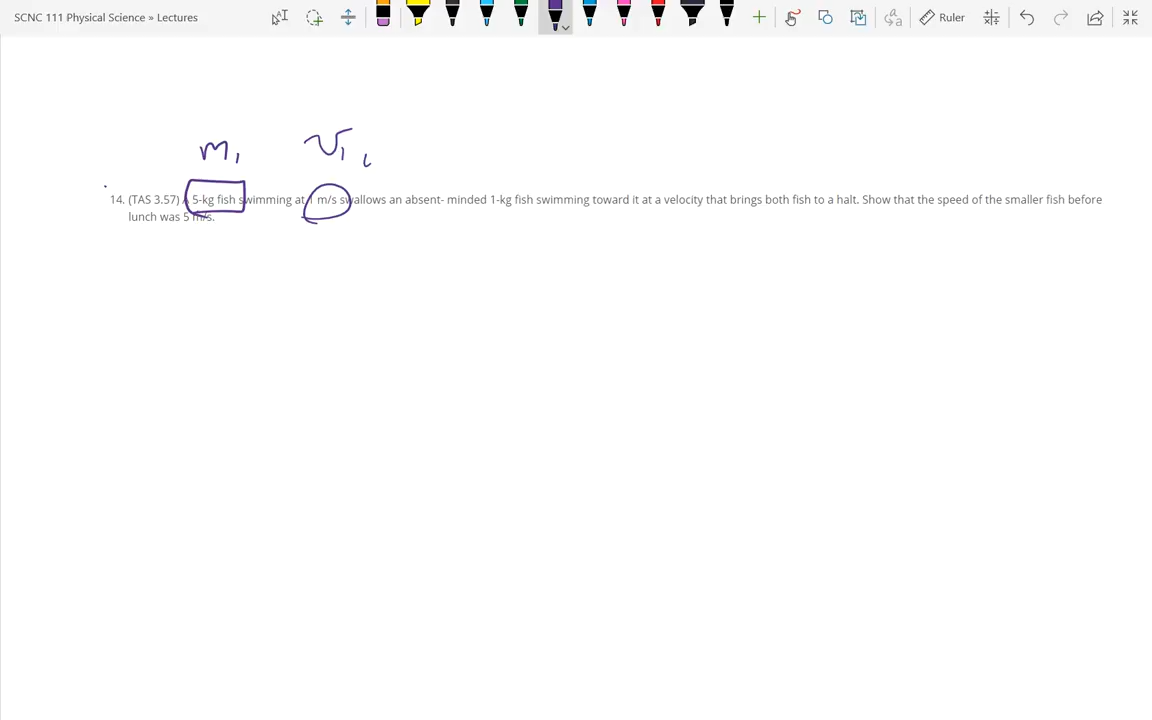 SCNC 111 Physical Science » Lectures
Ruler
m₁ v₁ᵢ
14. (TAS 3.57) A 5-kg fish swimming at 1 m/s swallows an absent- minded 1-kg fish swimming toward it at a velocity that brings both fish to a halt. Show that the speed of the smaller fish before
lunch was 5 m/s.